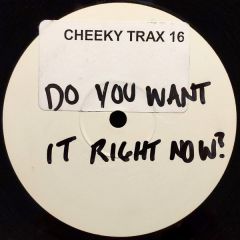 CHEEKY TRAX 16
DO YOU WANT
IT RIGHT NOW?